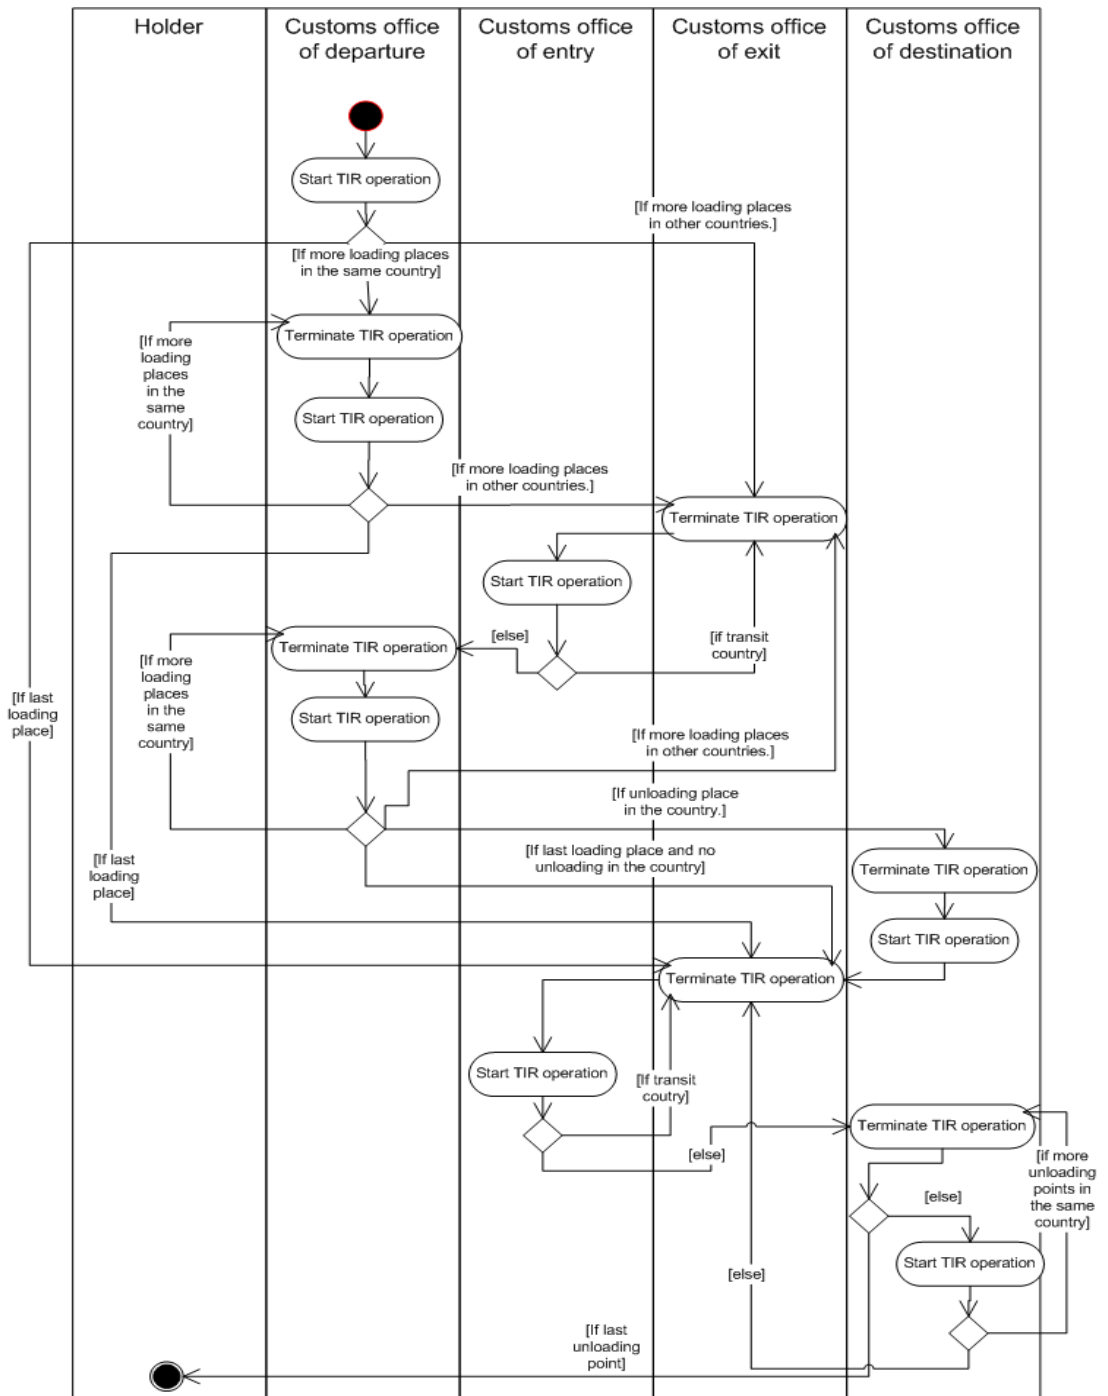 Holder
Customs office
of departure
Customs office
of entry
Customs office
of exit
Customs office
of destination
Start TIR operation
[If more loading places
in other countries.]
[If more loading places
in the same country]
Terminate TIR operation
[If more
loading
places
in the
same
country]
Start TIR operation
[If more loading places
in other countries.]
Terminate TIR operation
Start TIR operation
[else]
[if transit
country]
Terminate TIR operation
[If more
loading
places
in the
same
country]
[If last
loading
place]
Start TIR operation
[If more loading places
in other countries.]
[If unloading place
in the country.]
[If last loading place and no
unloading in the country]
[If last
loading
place]
Terminate TIR operation
Start TIR operation
Terminate TIR operation
Start TIR operation
[If transit
coutry]
Terminate TIR operation
[else]
[if more
unloading
points in
the same
country]
[else]
Start TIR operation
[else]
[If last
unloading
point]